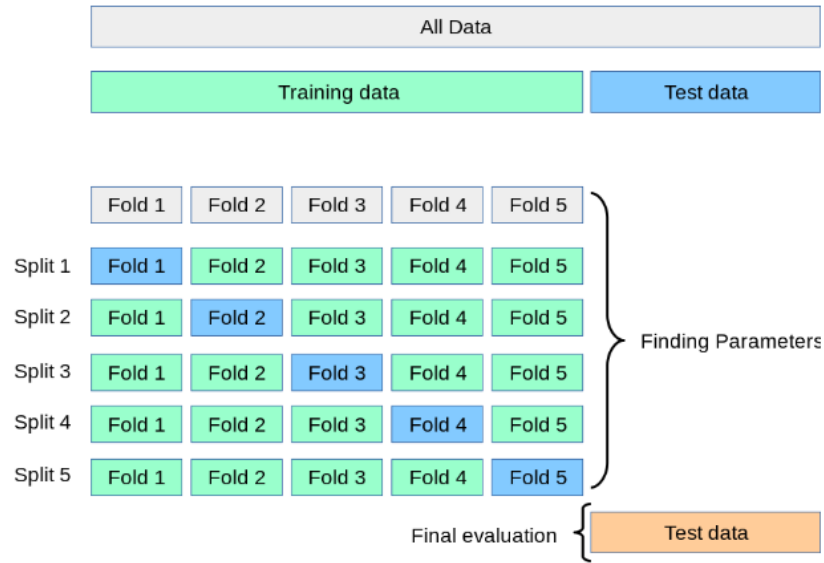 All Data
Training data Test data
Fold 1 Fold 2 Fold 3 Fold 4 Fold 5
Split 1 Fold 1 Fold 2 Fold 3 Fold 4 Fold 5
Split 2 Fold 1 Fold 2 Fold 3 Fold 4 Fold 5
Finding Parameters
Split 3 Fold 1 Fold 2 Fold 3 Fold 4 Fold 5
Split 4 Fold 1 Fold 2 Fold 3 Fold 4 Fold 5
Split 5 Fold 1 Fold 2 Fold 3 Fold 4 Fold 5
Final evaluation Test data